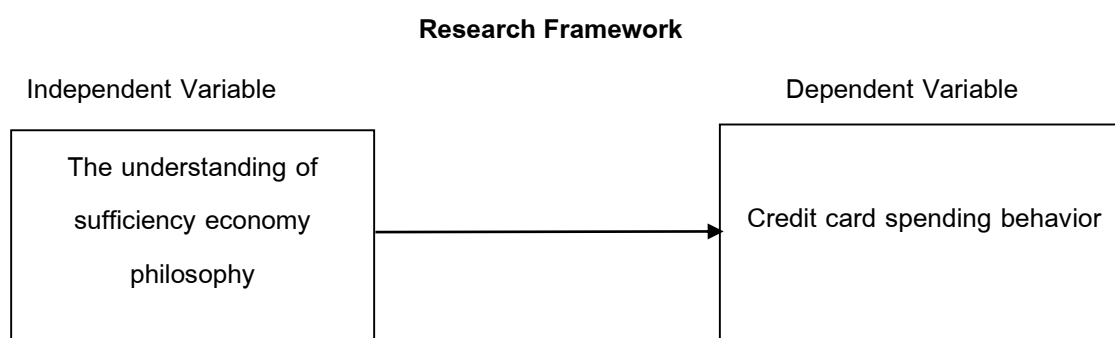 Research Framework
Independent Variable
Dependent Variable
The understanding of
sufficiency economy
philosophy
Credit card spending behavior